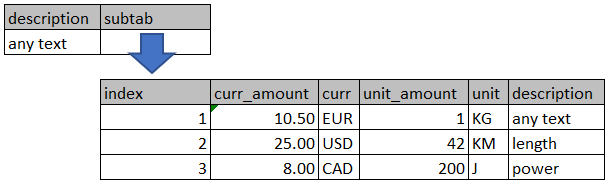 description subtab
any text
index curr_amount curr unit_amount unit description
1 10.50 EUR 1 KG any text
2 25.00 USD 42 KM length
3 8.00 CAD 200 J power